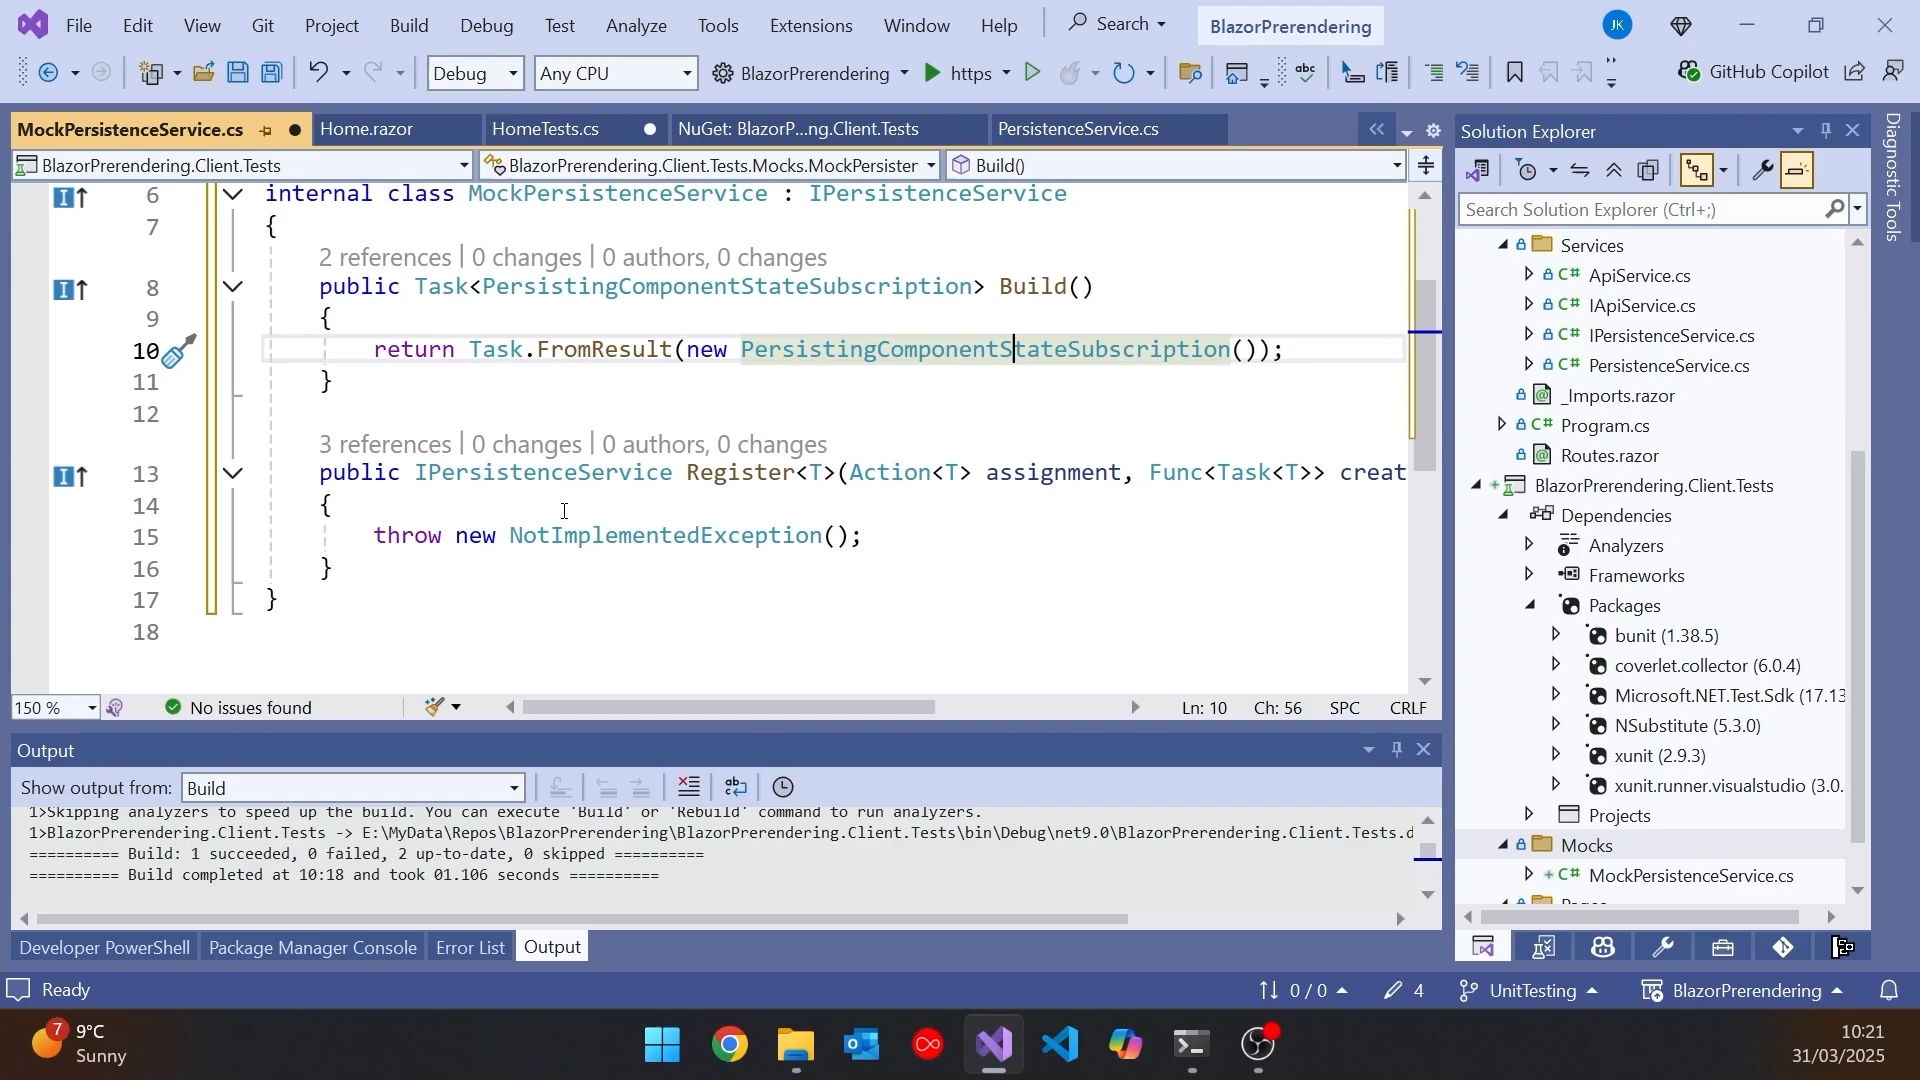 File Edit View Git Project Build Debug Test Analyze Tools Extensions Window Help Search BlazorPrerendering JK
Debug Any CPU BlazorPrerendering https GitHub Copilot
MockPersistenceService.cs Home.razor HomeTests.cs NuGet: BlazorP...ng.Client.Tests PersistenceService.cs
BlazorPrerendering.Client.Tests BlazorPrerendering.Client.Tests.Mocks.MockPersister Build()
6 internal class MockPersistenceService : IPersistenceService
7 {
2 references | 0 changes | 0 authors, 0 changes
8 public Task<PersistingComponentStateSubscription> Build()
9 {
10 return Task.FromResult(new PersistingComponentStateSubscription());
11 }
12
3 references | 0 changes | 0 authors, 0 changes
13 public IPersistenceService Register<T>(Action<T> assignment, Func<Task<T>> creat
14 {
15 throw new NotImplementedException();
16 }
17 }
18
150 % No issues found Ln: 10 Ch: 56 SPC CRLF
Output
Show output from: Build
1>Skipping analyzers to speed up the build. You can execute 'Build' or 'Rebuild' command to run analyzers.
1>BlazorPrerendering.Client.Tests -> E:\MyData\Repos\BlazorPrerendering\BlazorPrerendering.Client.Tests\bin\Debug\net9.0\BlazorPrerendering.Client.Tests.d
========== Build: 1 succeeded, 0 failed, 2 up-to-date, 0 skipped ==========
========== Build completed at 10:18 and took 01.106 seconds ==========
Developer PowerShell Package Manager Console Error List Output
Solution Explorer
Search Solution Explorer (Ctrl+;)
Services
C# ApiService.cs
C# IApiService.cs
C# IPersistenceService.cs
C# PersistenceService.cs
_Imports.razor
C# Program.cs
Routes.razor
BlazorPrerendering.Client.Tests
Dependencies
Analyzers
Frameworks
Packages
bunit (1.38.5)
coverlet.collector (6.0.4)
Microsoft.NET.Test.Sdk (17.13
NSubstitute (5.3.0)
xunit (2.9.3)
xunit.runner.visualstudio (3.0.
Projects
Mocks
C# MockPersistenceService.cs
Diagnostic Tools
Ready 0 / 0 4 UnitTesting BlazorPrerendering
7 9°C
Sunny
10:21
31/03/2025